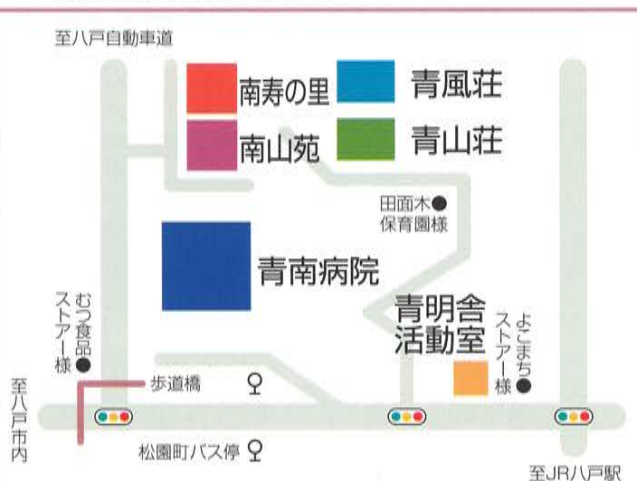 至八戸自動車道
南寿の里
青風荘
南山苑
青山荘
田面木
保育園様
青南病院
青明舎
活動室
むつ食品
ストアー様
よこまち
ストアー様
歩道橋
至八戸市内
松園町バス停
至JR八戸駅